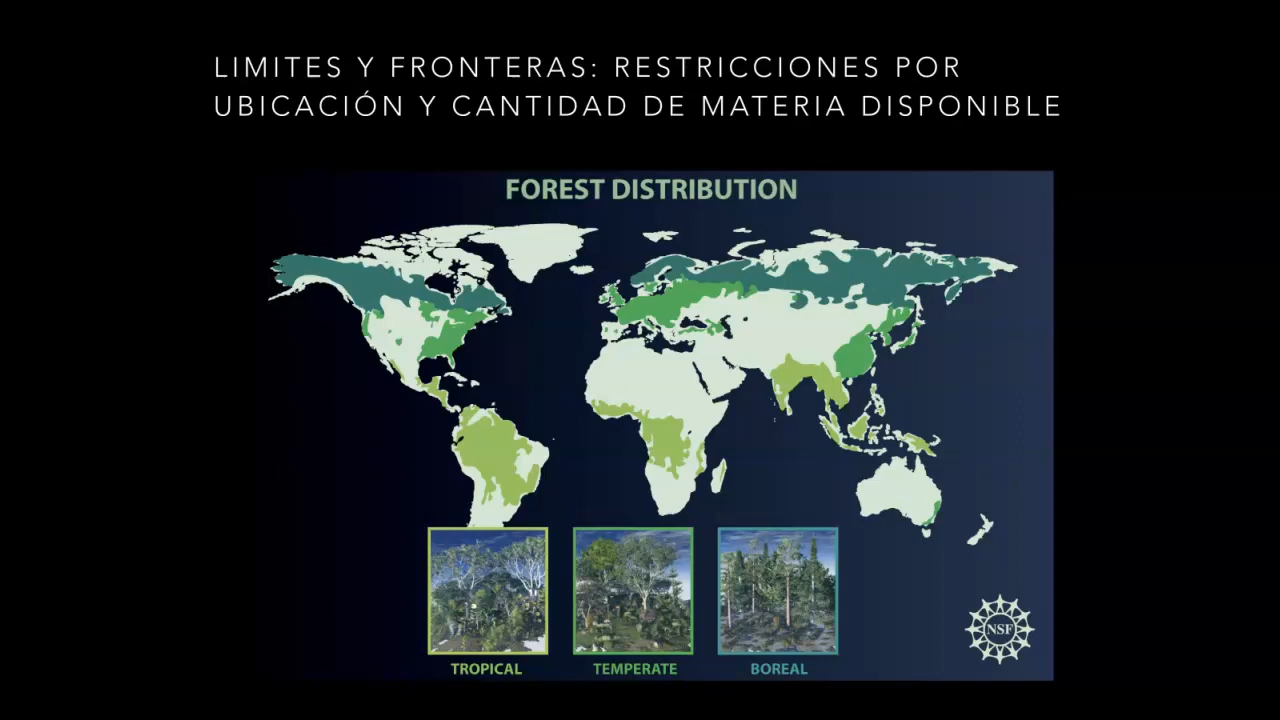 LIMITES Y FRONTERAS: RESTRICCIONES POR
UBICACIÓN Y CANTIDAD DE MATERIA DISPONIBLE
FOREST DISTRIBUTION
TROPICAL
TEMPERATE
BOREAL
NSF